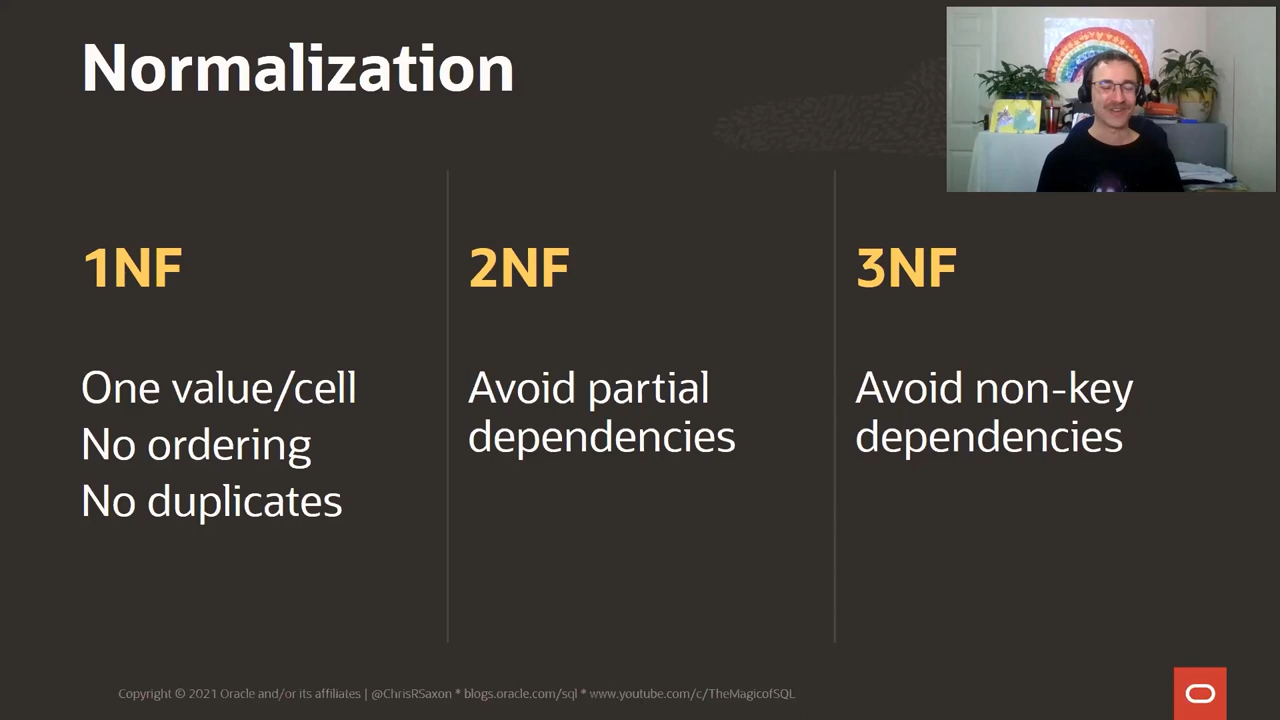 Normalization
1NF
One value/cell
No ordering
No duplicates
2NF
Avoid partial
dependencies
3NF
Avoid non-key
dependencies
Copyright © 2021 Oracle and/or its affiliates | @ChrisRSaxon * blogs.oracle.com/sql * www.youtube.com/c/TheMagicofSQL